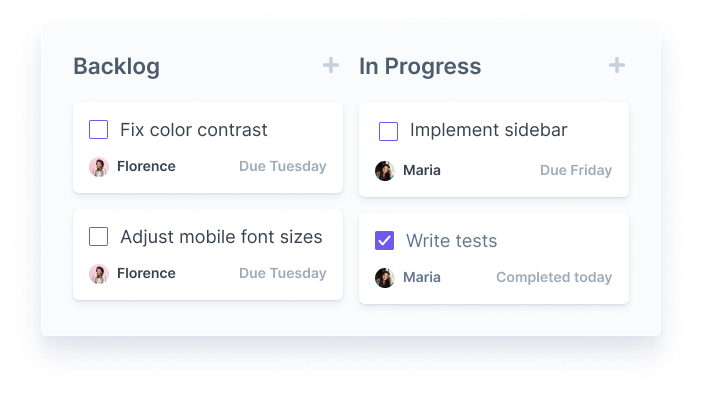 Backlog
Fix color contrast
Florence Due Tuesday
Adjust mobile font sizes
Florence Due Tuesday
In Progress
Implement sidebar
Maria Due Friday
Write tests
Maria Completed today